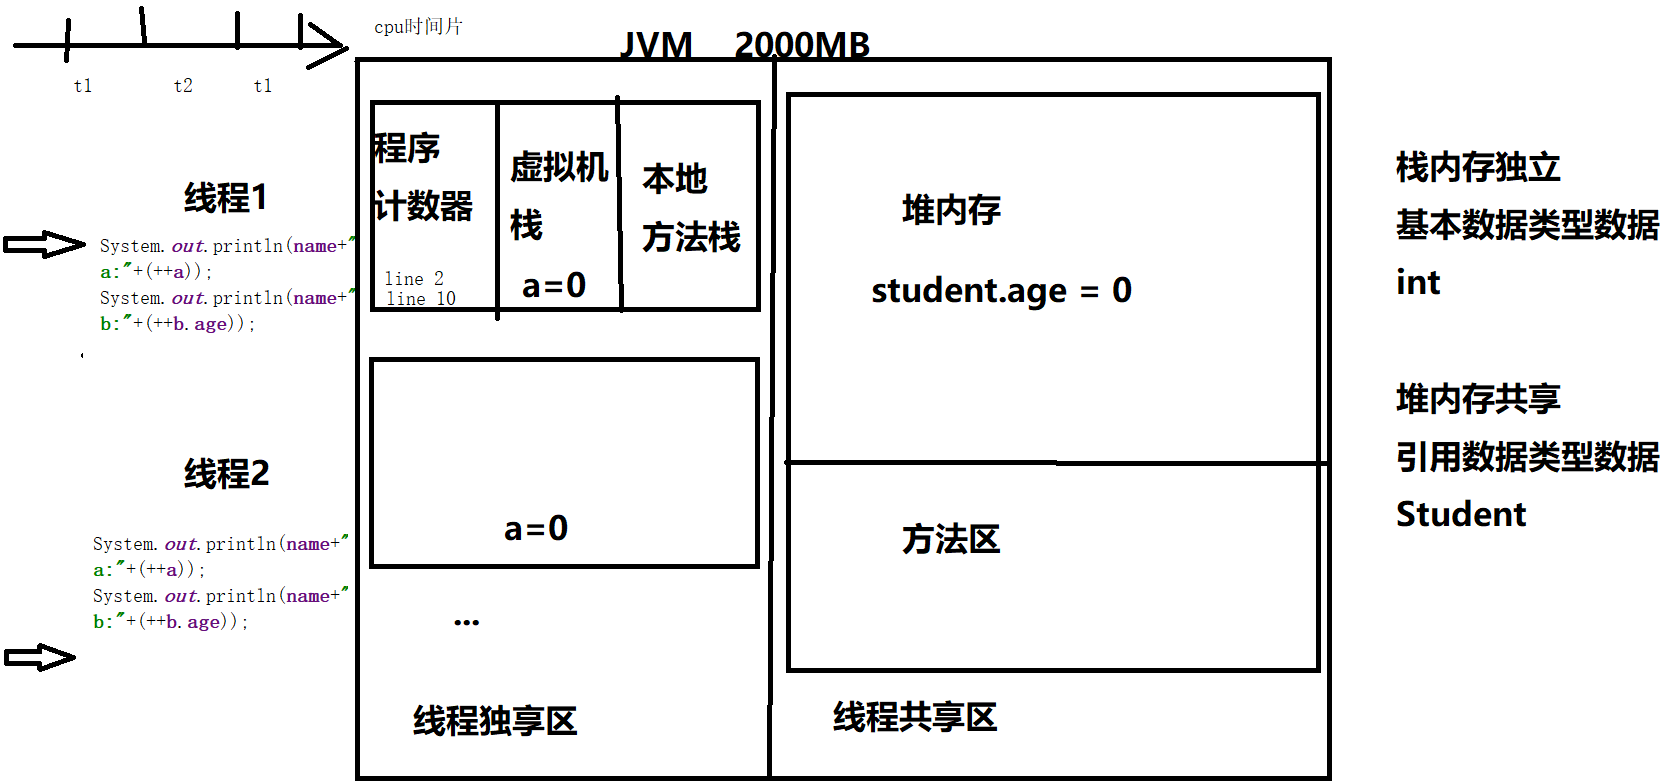 cpu时间片
JVM 2000MB
t1 t2 t1
线程1
System.out.println(name+"
a:"+(++a));
System.out.println(name+"
b:"+(++b.age));
线程2
System.out.println(name+"
a:"+(++a));
System.out.println(name+"
b:"+(++b.age));
程序
计数器
line 2
line 10
虚拟机
栈
a=0
本地
方法栈
a=0
...
线程独享区
堆内存
student.age = 0
方法区
线程共享区
栈内存独立
基本数据类型数据
int
堆内存共享
引用数据类型数据
Student